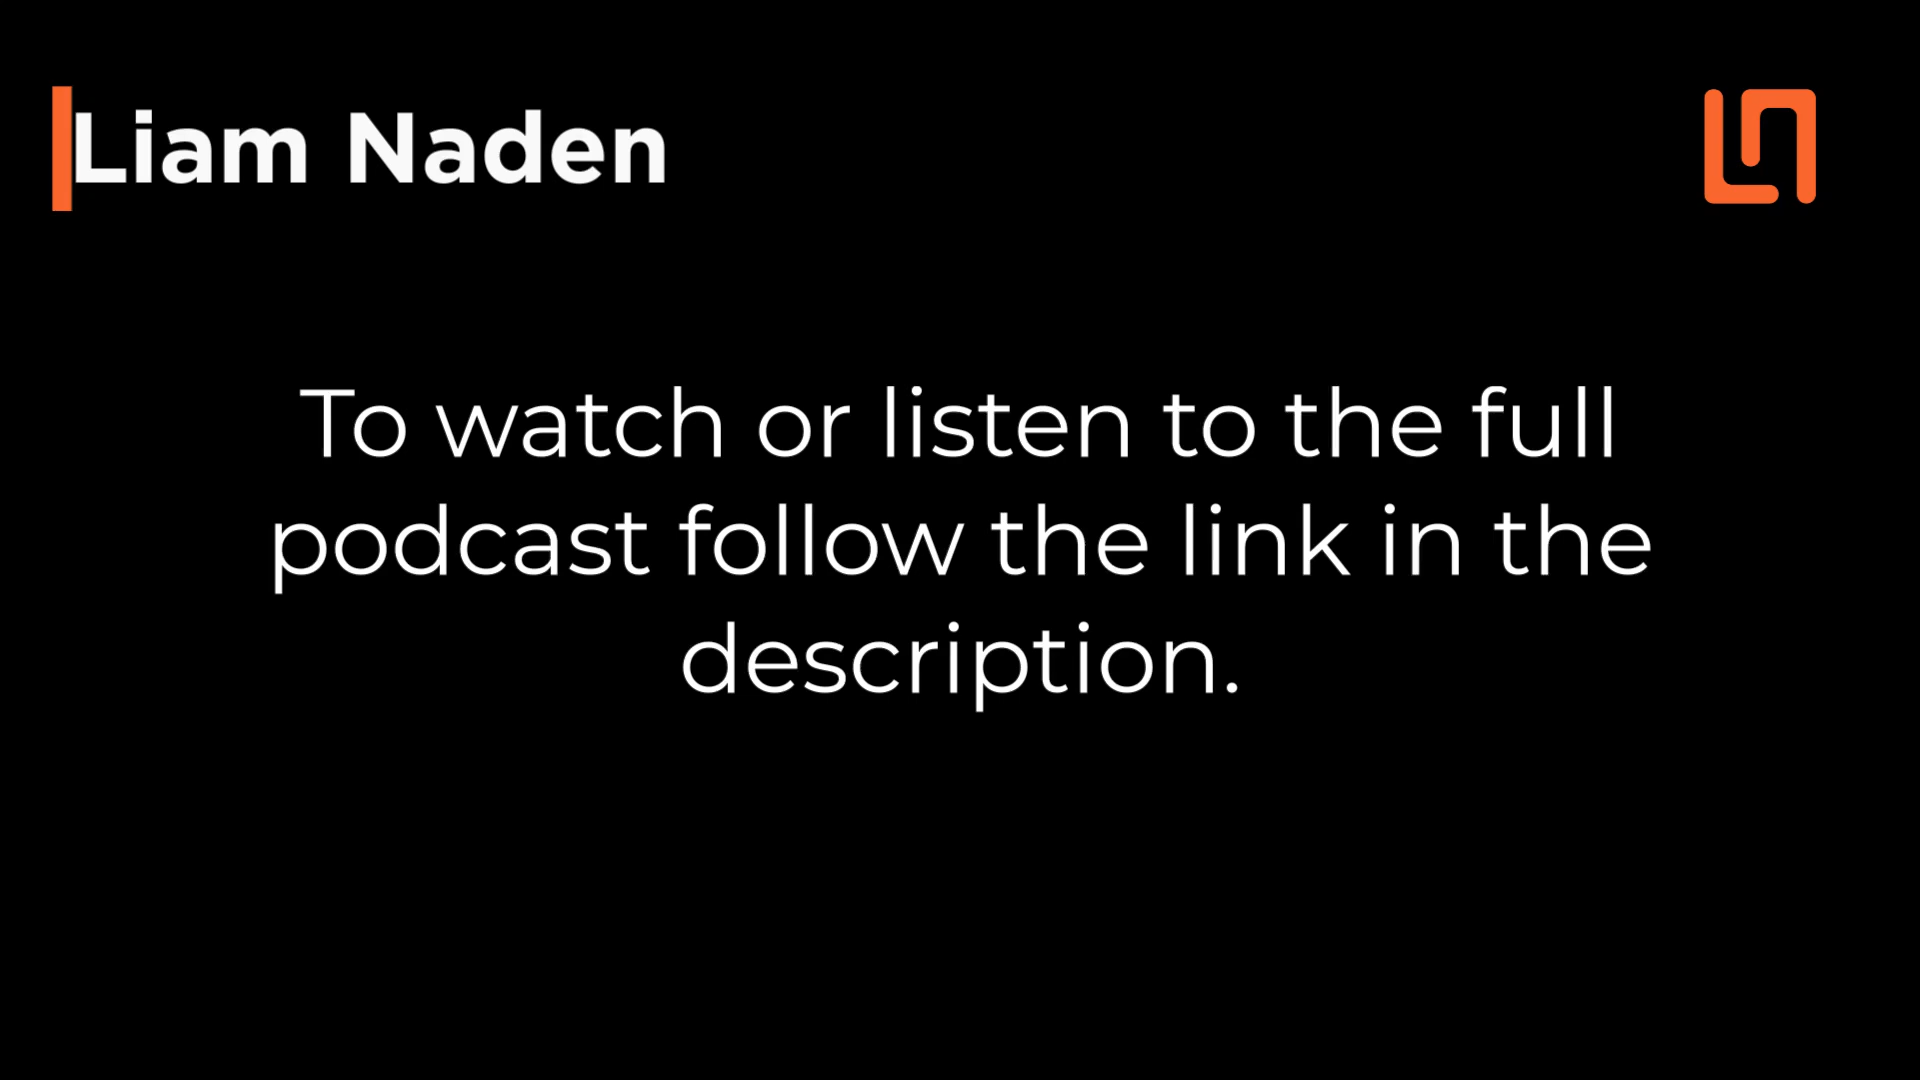 Liam Naden
To watch or listen to the full
podcast follow the link in the
description.